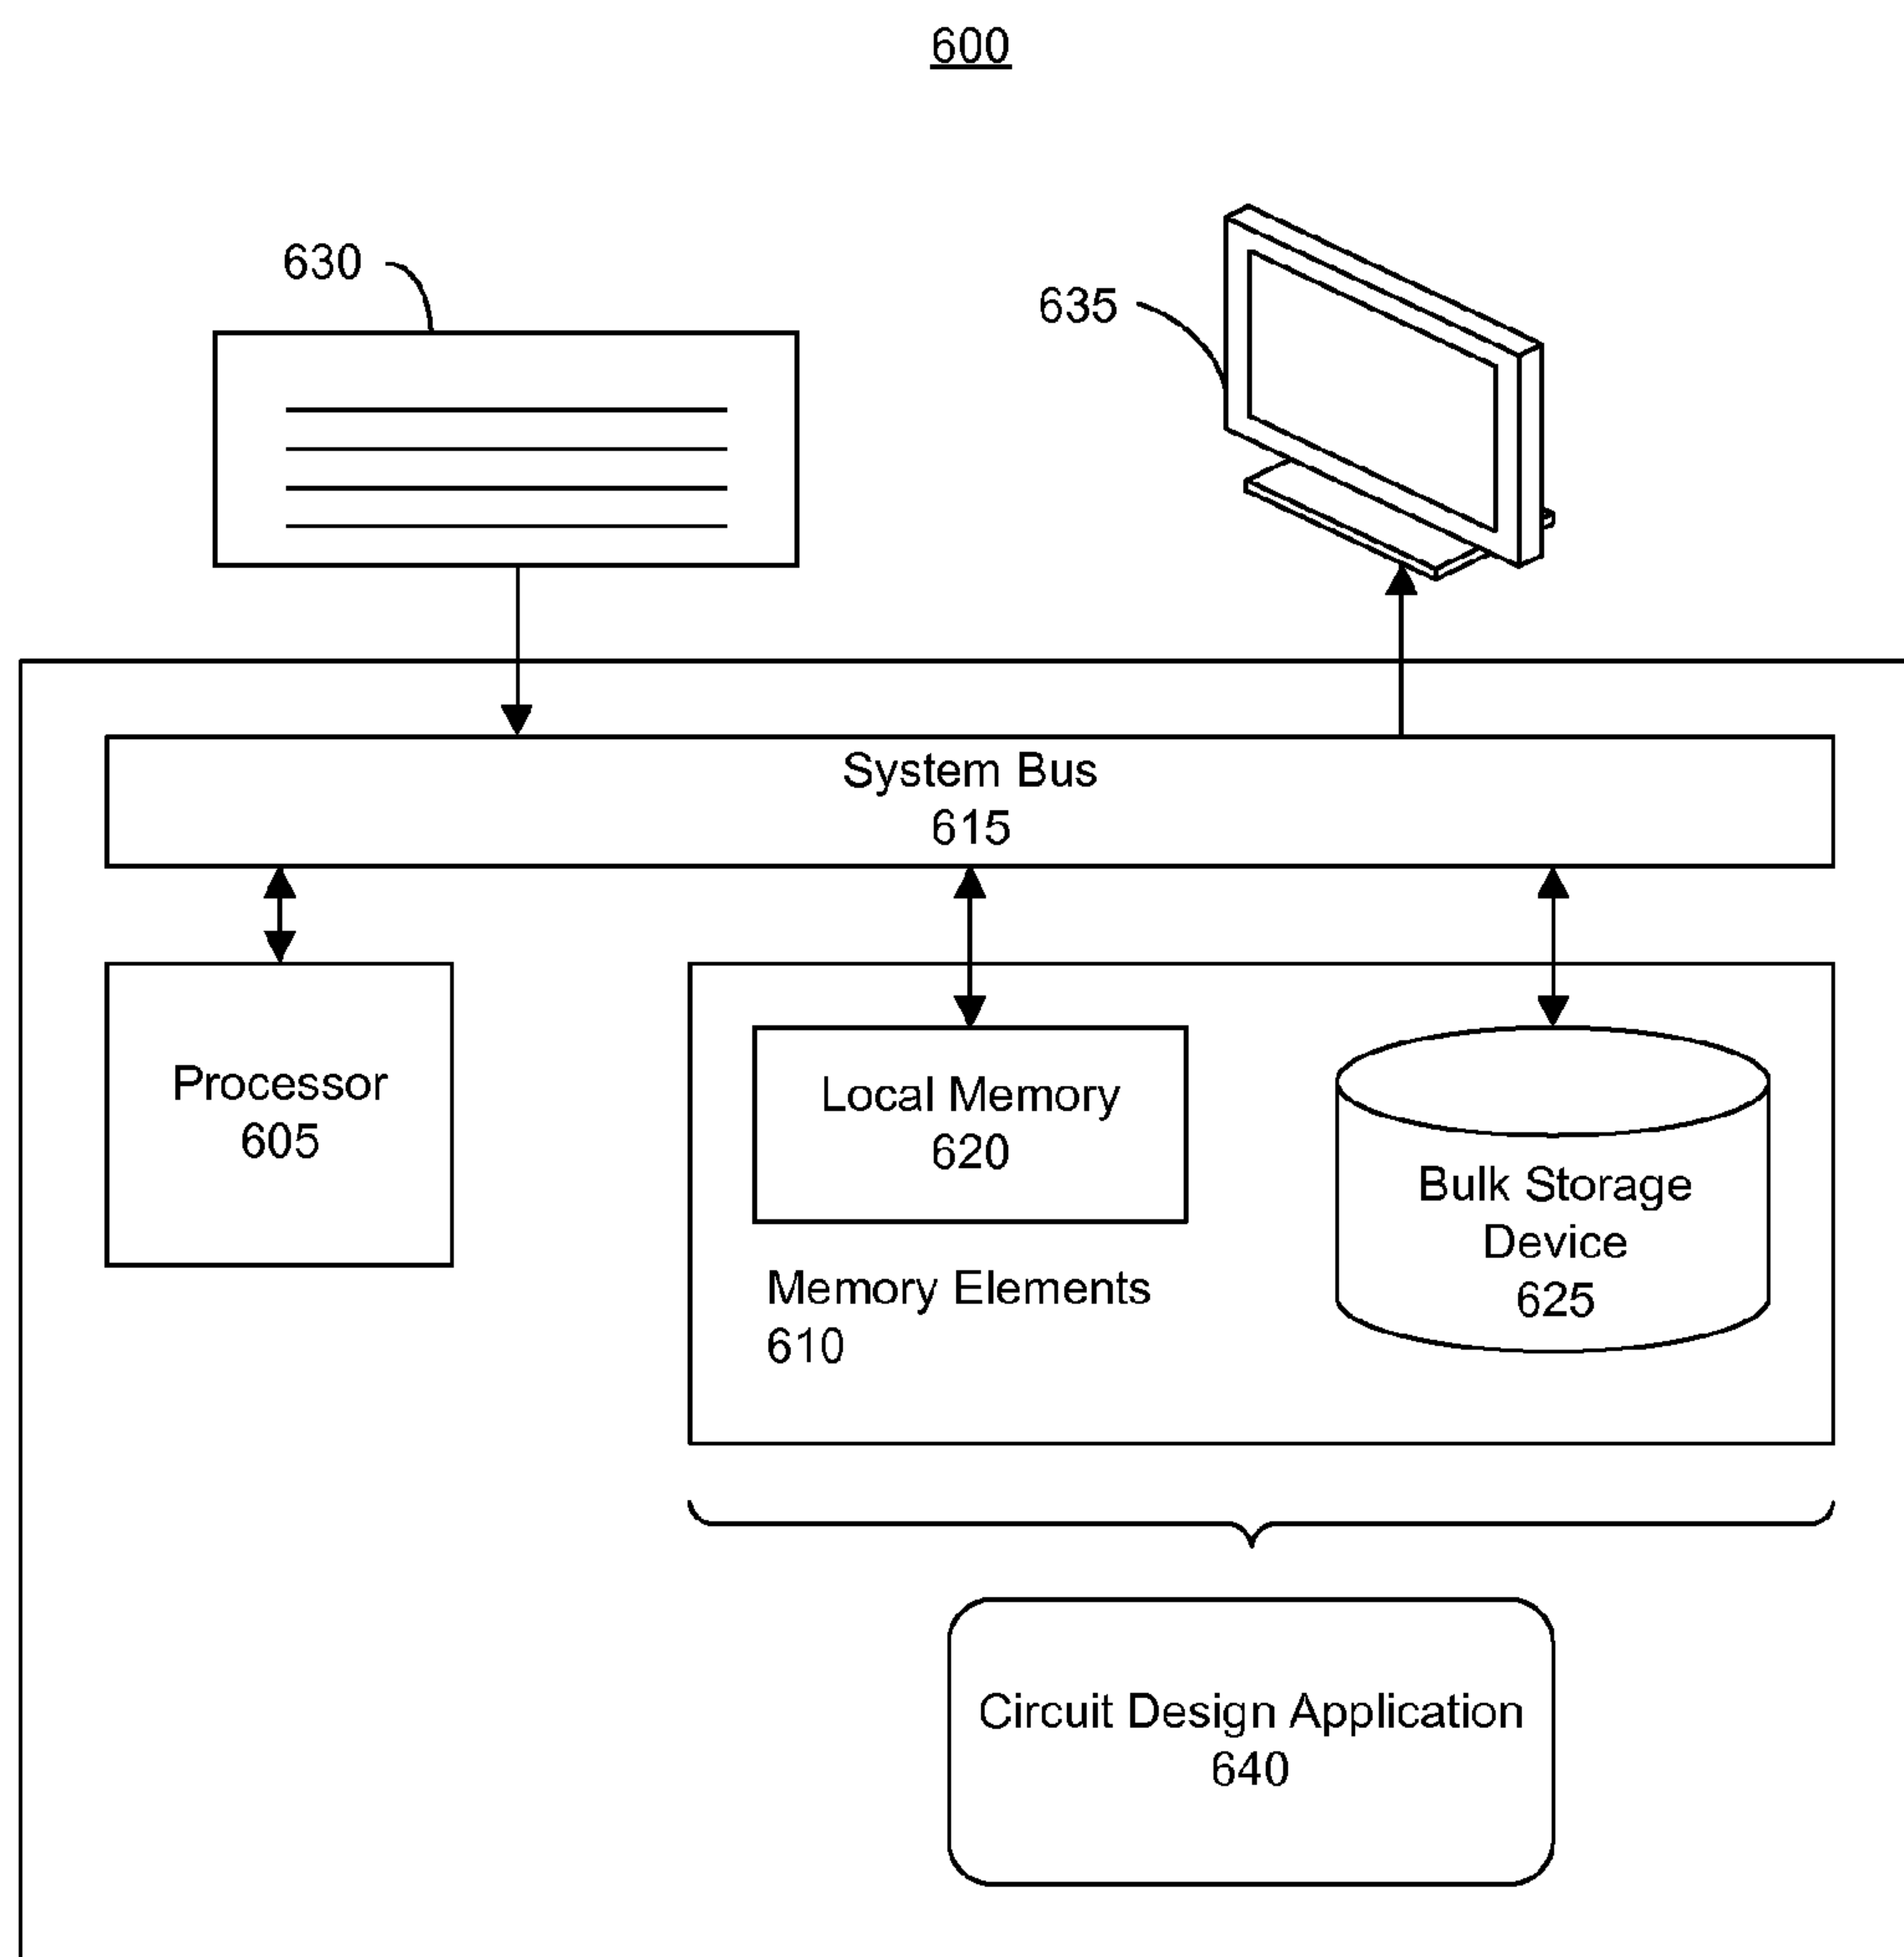 600
630
635
System Bus
615
Processor
605
Local Memory
620
Bulk Storage
Device
625
Memory Elements
610
Circuit Design Application
640